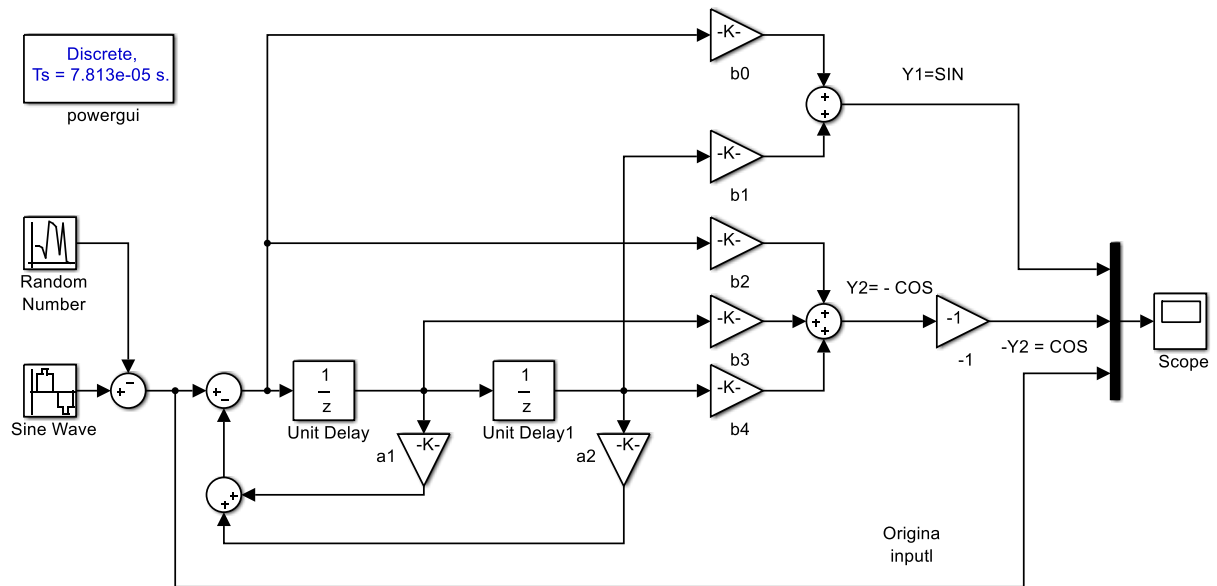 Discrete,
Ts = 7.813e-05 s.
powergui
-K-
b0
Y1=SIN
-K-
b1
Random
Number
-K-
b2
Y2= - COS
-K-
b3
-1
-1
-Y2 = COS
Scope
Sine Wave
1
z
Unit Delay
1
z
Unit Delay1
-K-
b4
a1
-K-
a2
-K-
Origina
inputl